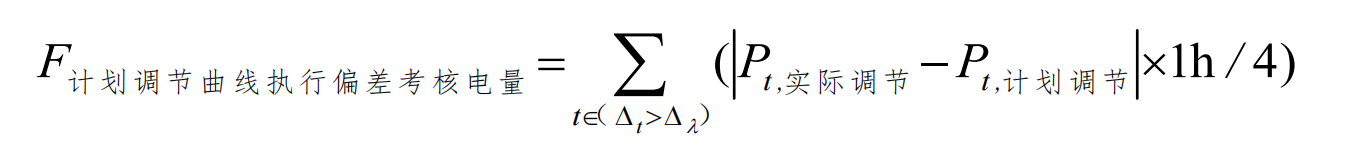 F计划调节曲线执行偏差考核电量 = ∑t∈(Δt>Δλ) (|Pt,实际调节 − Pt,计划调节|×1h / 4)